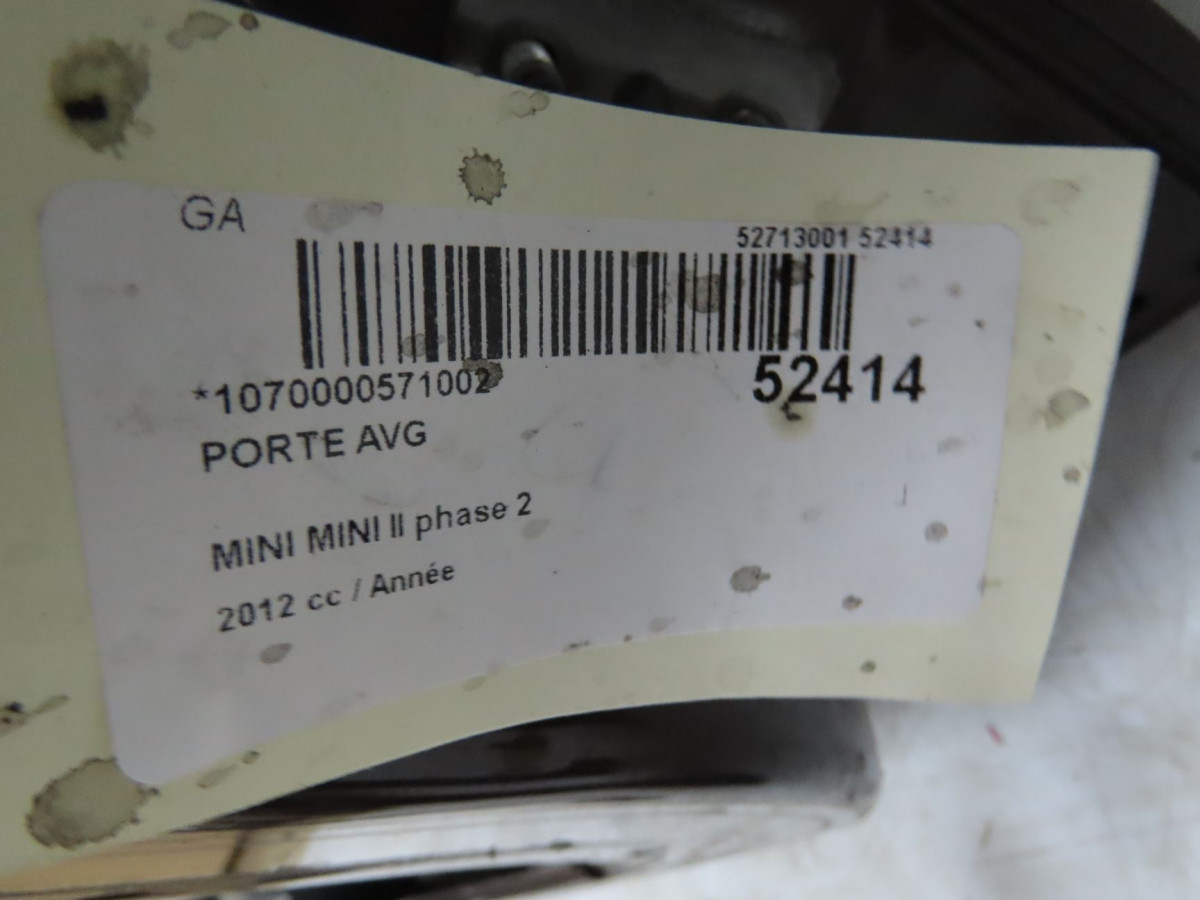 GA
52713001 52414
*1070000571002
52414
PORTE AVG
MINI MINI II phase 2
2012 cc / Année